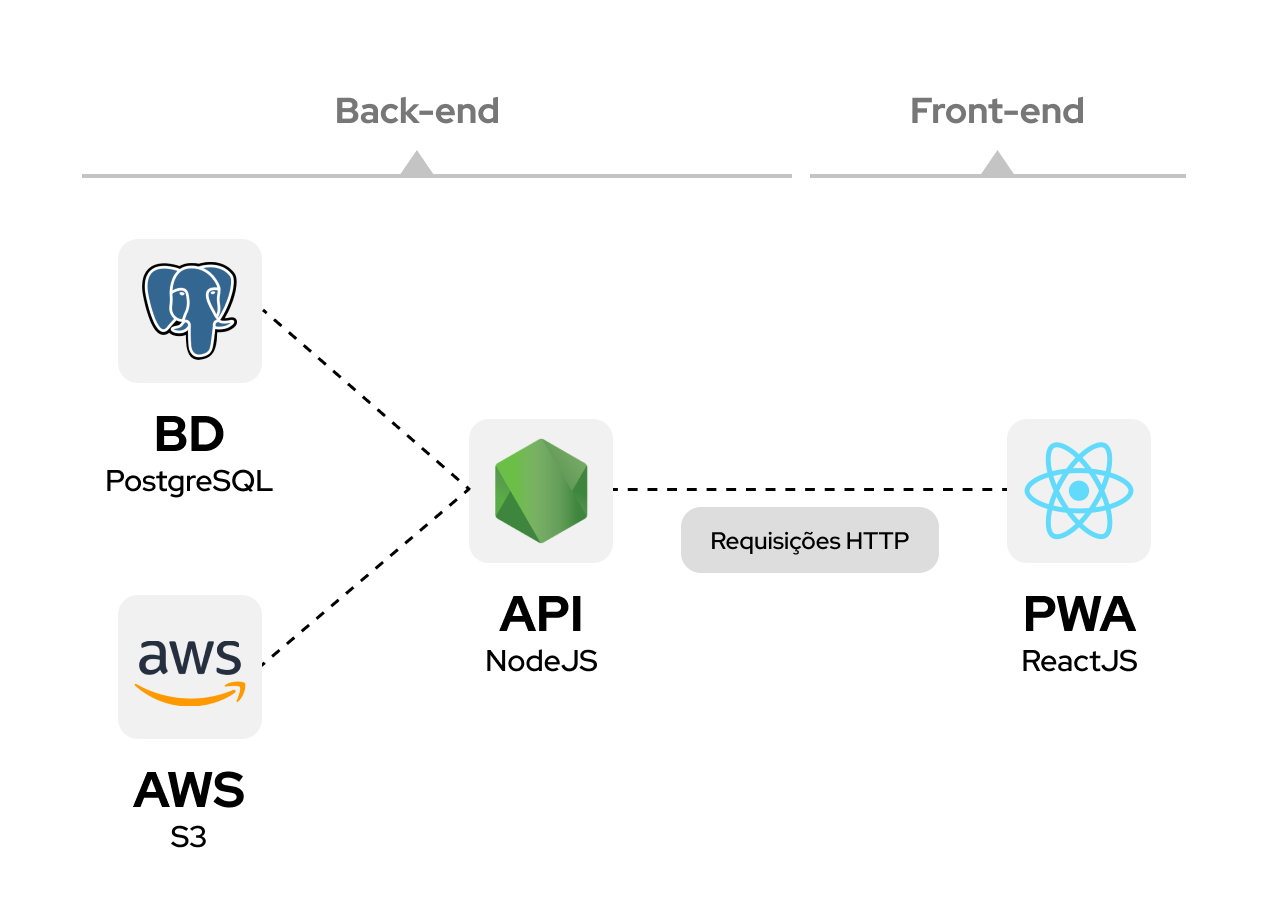 Back-end
Front-end
BD
PostgreSQL
aws
AWS
S3
API
NodeJS
Requisições HTTP
PWA
ReactJS